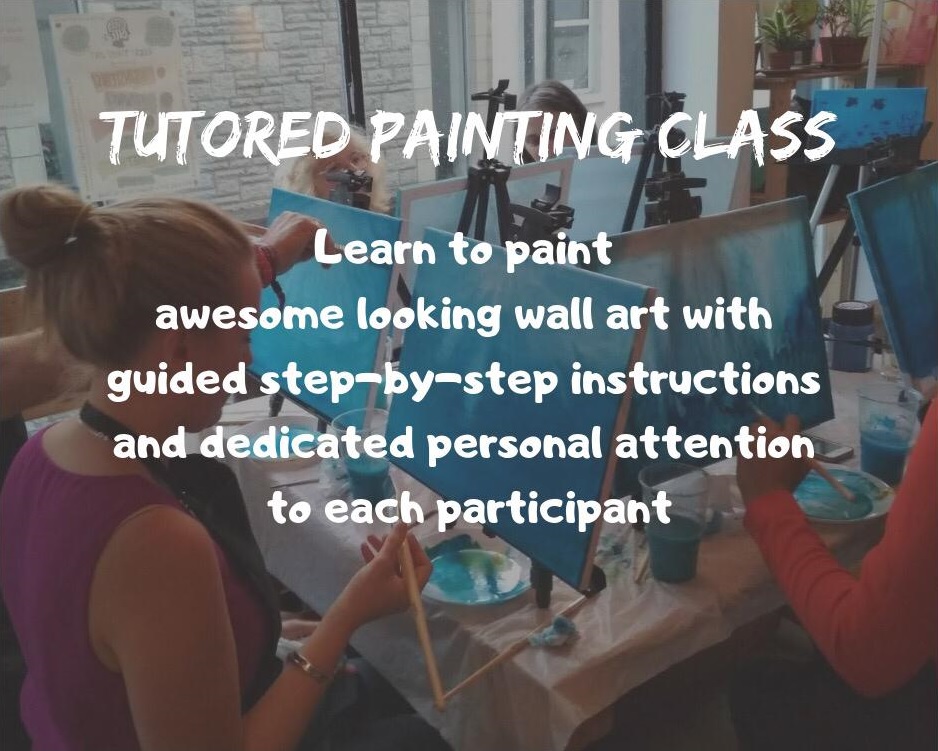 TUTORED PAINTING CLASS
Learn to paint
awesome looking wall art with
guided step-by-step instructions
and dedicated personal attention
to each participant